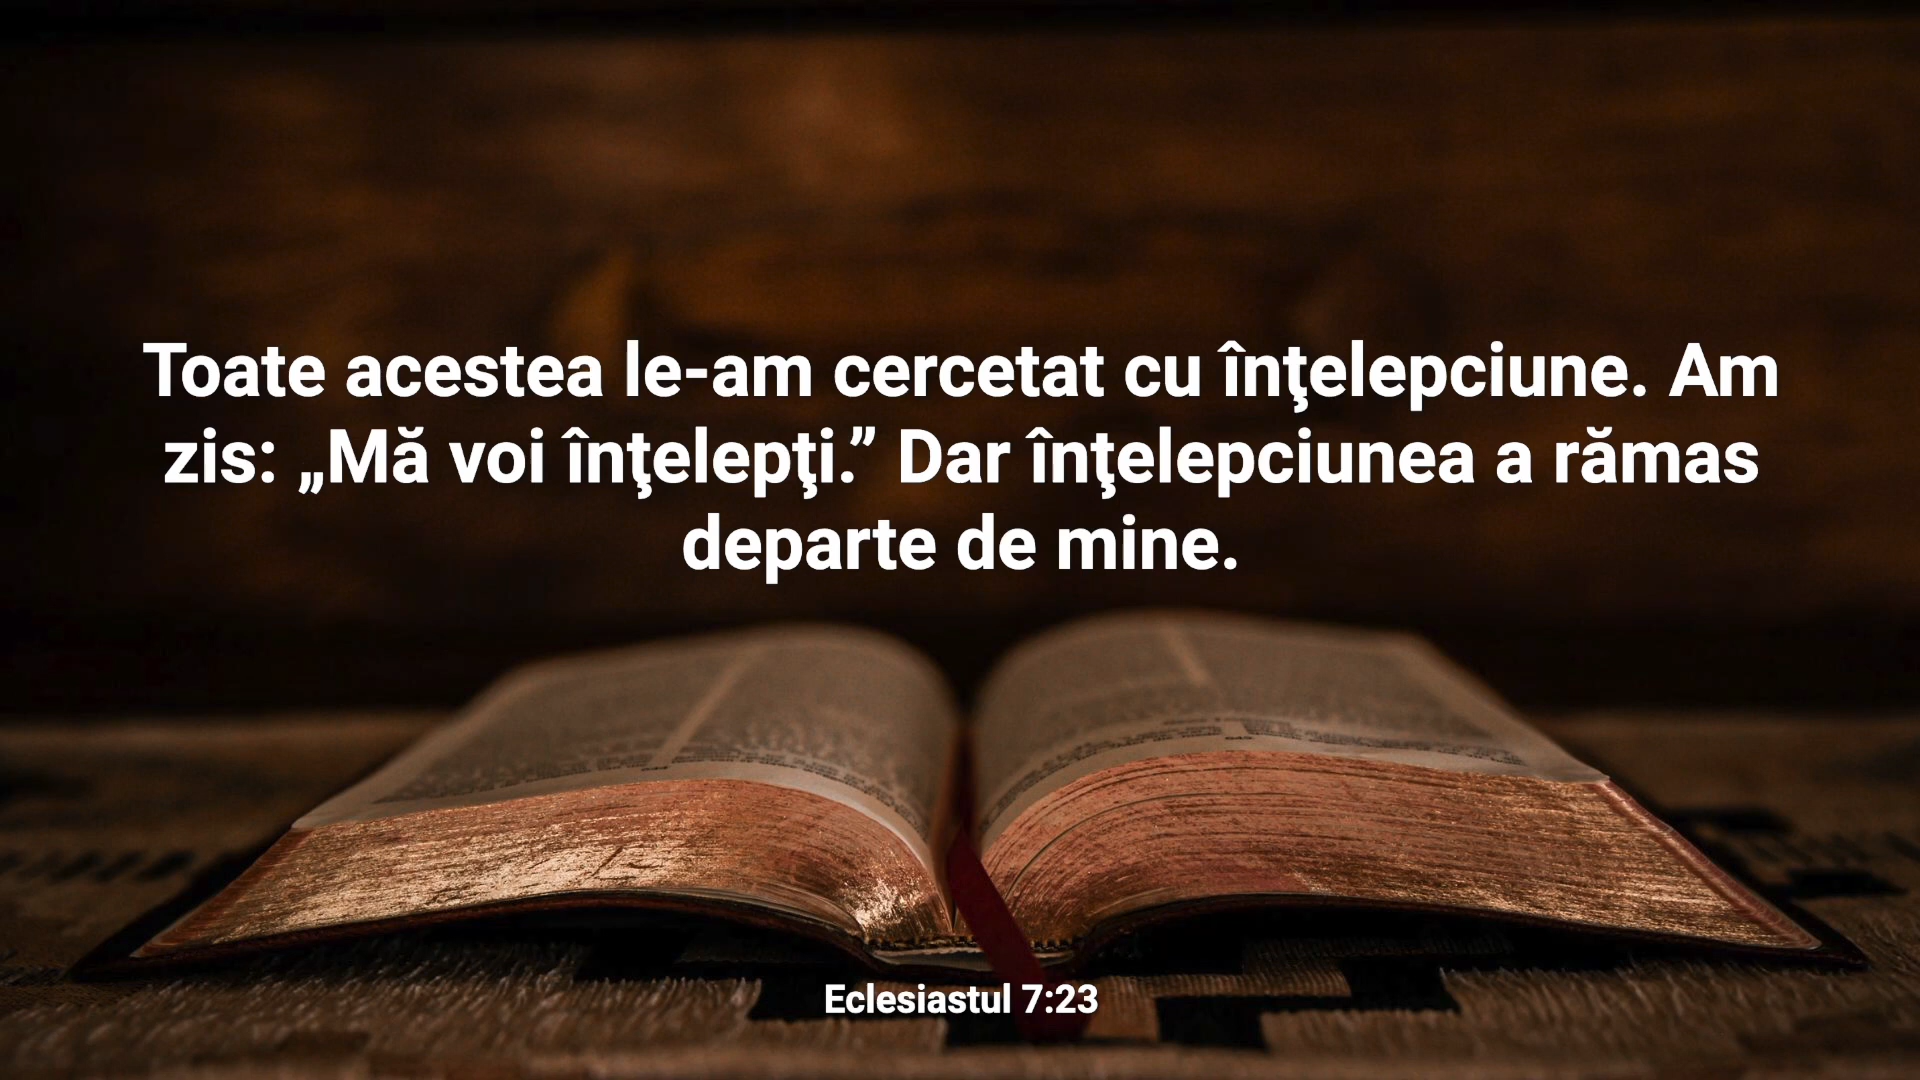 Toate acestea le-am cercetat cu înţelepciune. Am
zis: „Mă voi înţelepţi.” Dar înţelepciunea a rămas
departe de mine.
Eclesiastul 7:23